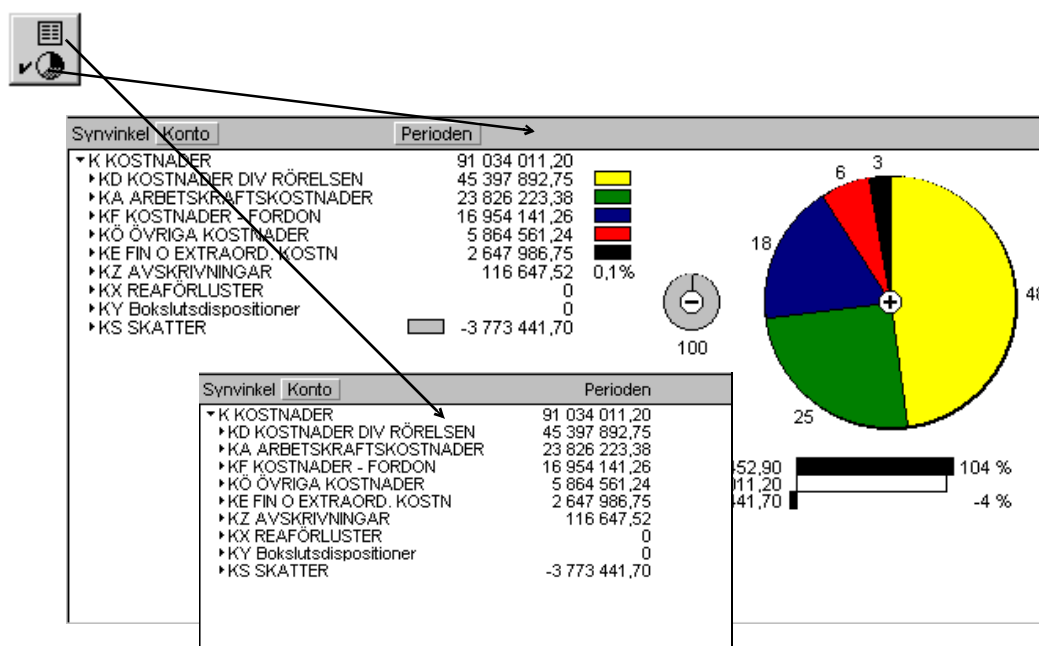 Synvinkel Konto Perioden
K KOSTNADER 91 034 011,20
KD KOSTNADER DIV RÖRELSEN 45 397 892,75
KA ARBETSKRAFTSKOSTNADER 23 826 223,38
KF KOSTNADER - FORDON 16 954 141,26
KÖ ÖVRIGA KOSTNADER 5 864 561,24
KE FIN O EXTRAORD. KOSTN 2 647 986,75
KZ AVSKRIVNINGAR 116 647,52 0,1%
KX REAFÖRLUSTER 0
KY Bokslutsdispositioner 0
KS SKATTER -3 773 441,70
100
3
6
18
48
25
452,90 104 %
011,20
441,70 -4 %
Synvinkel Konto Perioden
K KOSTNADER 91 034 011,20
KD KOSTNADER DIV RÖRELSEN 45 397 892,75
KA ARBETSKRAFTSKOSTNADER 23 826 223,38
KF KOSTNADER - FORDON 16 954 141,26
KÖ ÖVRIGA KOSTNADER 5 864 561,24
KE FIN O EXTRAORD. KOSTN 2 647 986,75
KZ AVSKRIVNINGAR 116 647,52
KX REAFÖRLUSTER 0
KY Bokslutsdispositioner 0
KS SKATTER -3 773 441,70